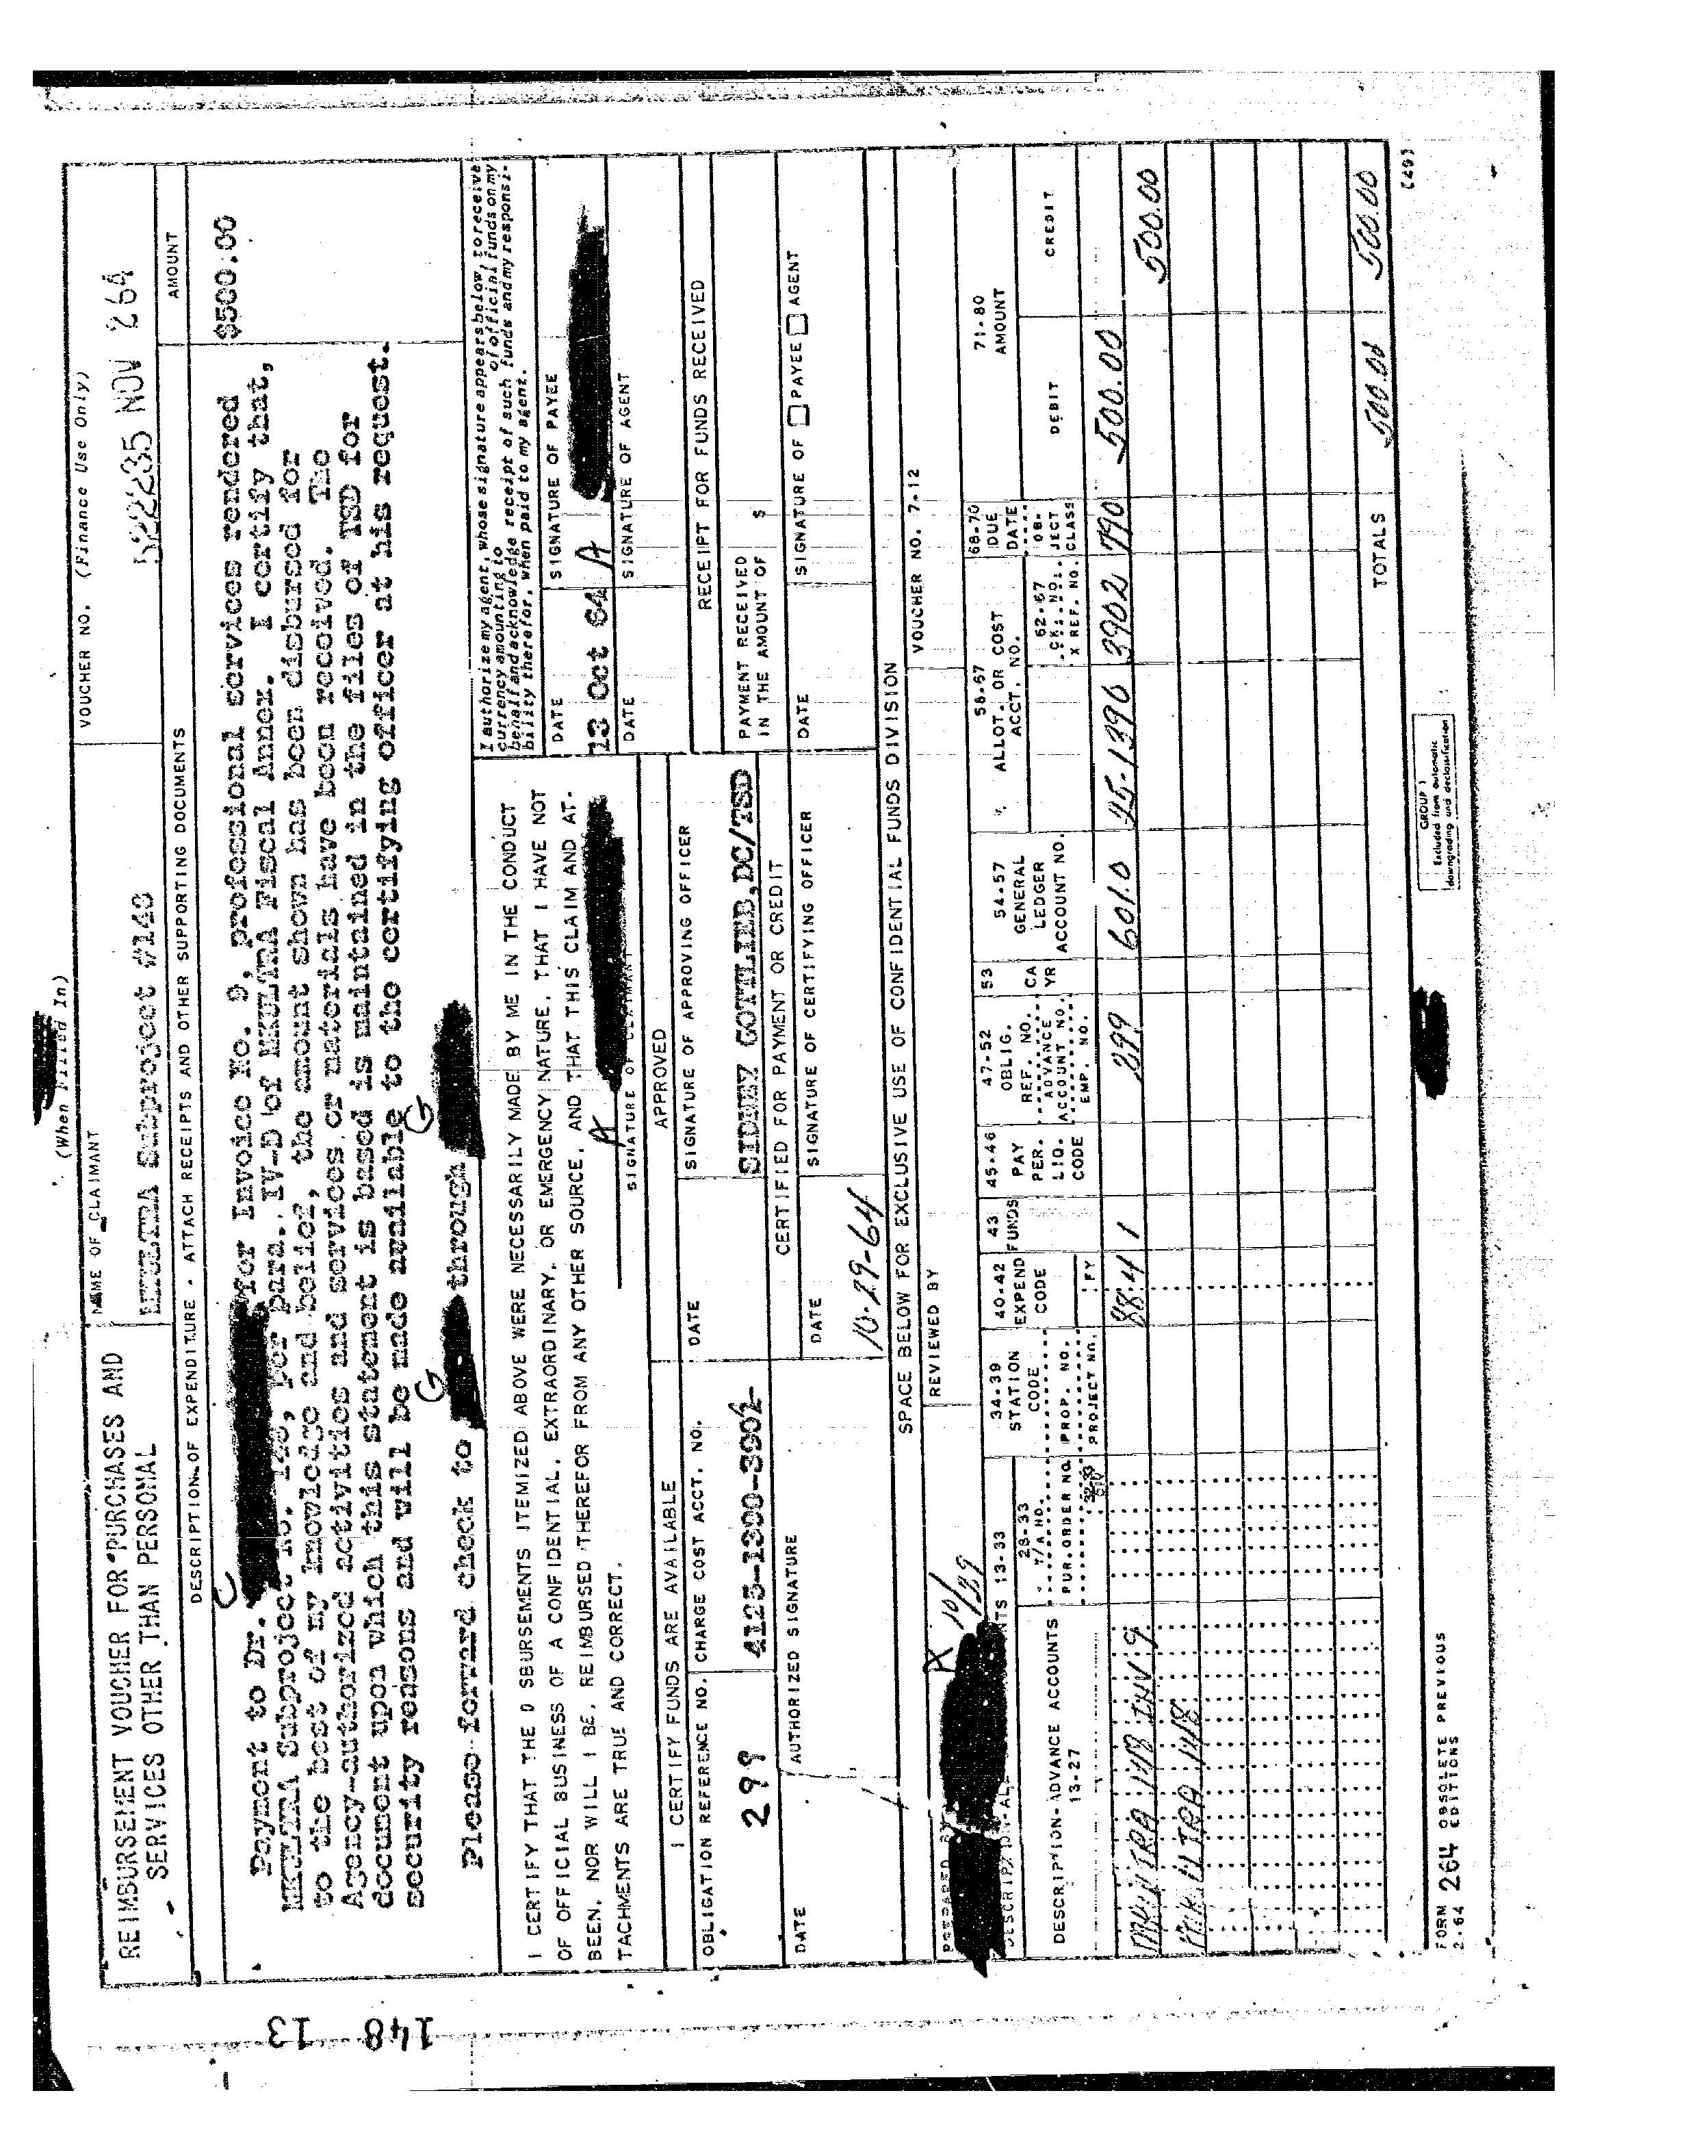 (When Filled In)
REIMBURSEMENT VOUCHER FOR PURCHASES AND
SERVICES OTHER THAN PERSONAL
NAME OF CLAIMANT
MKULTRA Subproject #148
VOUCHER NO. (Finance Use Only)
52235 NOV 2 64
DESCRIPTION OF EXPENDITURE - ATTACH RECEIPTS AND OTHER SUPPORTING DOCUMENTS
AMOUNT
C
Payment to Dr. for Invoice No. 9, professional services rendered
$500.00
MKULTRA Subproject No. 148, per para. IV-D of MKULTRA Fiscal Annex. I certify that,
to the best of my knowledge and belief, the amount shown has been disbursed for
Agency-authorized activities and services or materials have been received. The
document upon which this statement is based is maintained in the files of TSD for
security reasons and will be made available to the certifying officer at his request.
G G
Please forward check to through
I CERTIFY THAT THE D SBURSEMENTS ITEMIZED ABOVE WERE NECESSARILY MADE BY ME IN THE CONDUCT
OF OFFICIAL BUSINESS OF A CONFIDENTIAL, EXTRAORDINARY, OR EMERGENCY NATURE, THAT I HAVE NOT
BEEN, NOR WILL I BE, REIMBURSED THEREFOR FROM ANY OTHER SOURCE, AND THAT THIS CLAIM AND AT-
TACHMENTS ARE TRUE AND CORRECT.
A
SIGNATURE OF CLAIMANT
I authorize my agent, whose signature appears below, to receive
currency amounting to of official funds on my
behalf and acknowledge receipt of such funds and my responsi-
bility therefor, when paid to my agent.
DATE
SIGNATURE OF PAYEE
13 Oct 64 A
DATE
SIGNATURE OF AGENT
I CERTIFY FUNDS ARE AVAILABLE
APPROVED
RECEIPT FOR FUNDS RECEIVED
OBLIGATION REFERENCE NO.
CHARGE COST ACCT. NO.
DATE
SIGNATURE OF APPROVING OFFICER
299
4125-1390-3902
SIDNEY GOTTLIEB, DC/TSD
PAYMENT RECEIVED
IN THE AMOUNT OF $
CERTIFIED FOR PAYMENT OR CREDIT
DATE
AUTHORIZED SIGNATURE
DATE
SIGNATURE OF CERTIFYING OFFICER
DATE
SIGNATURE OF PAYEE AGENT
10-29-64
SPACE BELOW FOR EXCLUSIVE USE OF CONFIDENTIAL FUNDS DIVISION
PREPARED BY
A 10/29
REVIEWED BY
VOUCHER NO. 7-12
DESCRIPTION-ADVANCE ACCOUNTS
13-27
13-33
28-33
T/A NO.
PUR.ORDER NO.
34-39
STATION
CODE
PROP. NO.
PROJECT NO.
40-42
EXPEND
CODE
FY
43
FUNDS
45-46
PAY
PER.
LIQ.
CODE
47-52
OBLIG.
REF. NO.
ADVANCE
ACCOUNT NO.
EMP. NO.
53
CA
YR
54-57
GENERAL
LEDGER
ACCOUNT NO.
58-67
ALLOT. OR COST
ACCT. NO.
62-67
CK. NO.
X REF. NO.
68-70
DUE
DATE
OB-
JECT
CLASS
71-80
AMOUNT
DEBIT
CREDIT
MKULTRA 148 INV 9 299 601.0 3902 790 500.00
MKULTRA 148 500.00
TOTALS 500.00 500.00
FORM 264 OBSOLETE PREVIOUS
2-64 EDITIONS
GROUP 1
Excluded from automatic
downgrading and declassification
(49)
148 13